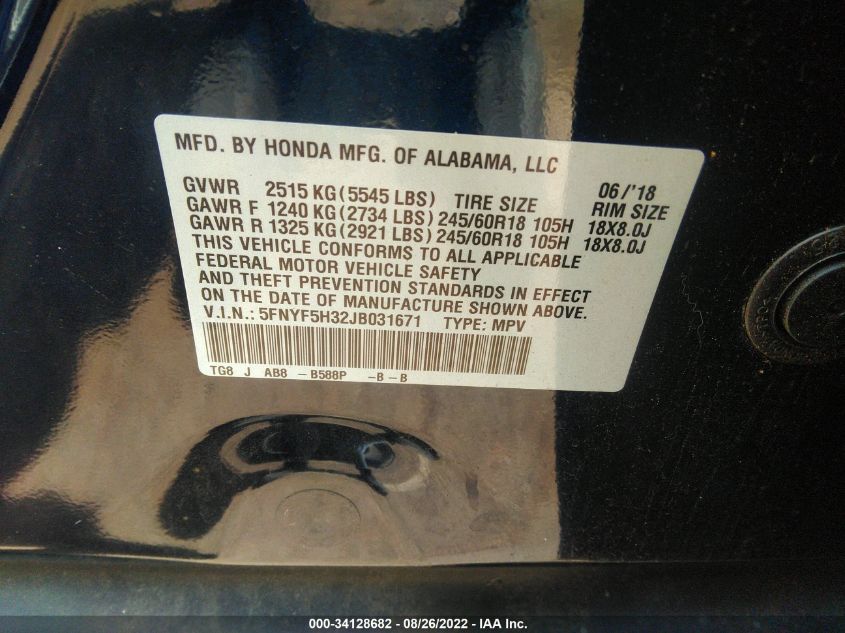 MFD. BY HONDA MFG. OF ALABAMA, LLC 06/'18
GVWR 2515 KG(5545 LBS) TIRE SIZE RIM SIZE
GAWR F 1240 KG(2734 LBS) 245/60R18 105H 18X8.0J
GAWR R 1325 KG(2921 LBS) 245/60R18 105H 18X8.0J
THIS VEHICLE CONFORMS TO ALL APPLICABLE
FEDERAL MOTOR VEHICLE SAFETY
AND THEFT PREVENTION STANDARDS IN EFFECT
ON THE DATE OF MANUFACTURE SHOWN ABOVE.
V.I.N.: 5FNYF5H32JB031671 TYPE: MPV
TG8 J AB8 -B588P -B-B
000-34128682 - 08/26/2022 - IAA Inc.